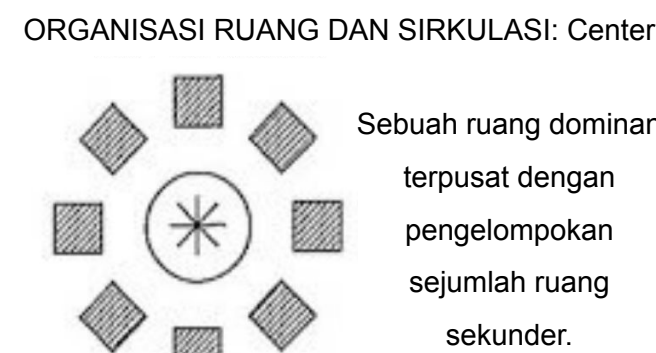 ORGANISASI RUANG DAN SIRKULASI: Center
Sebuah ruang dominan
terpusat dengan
pengelompokan
sejumlah ruang
sekunder.